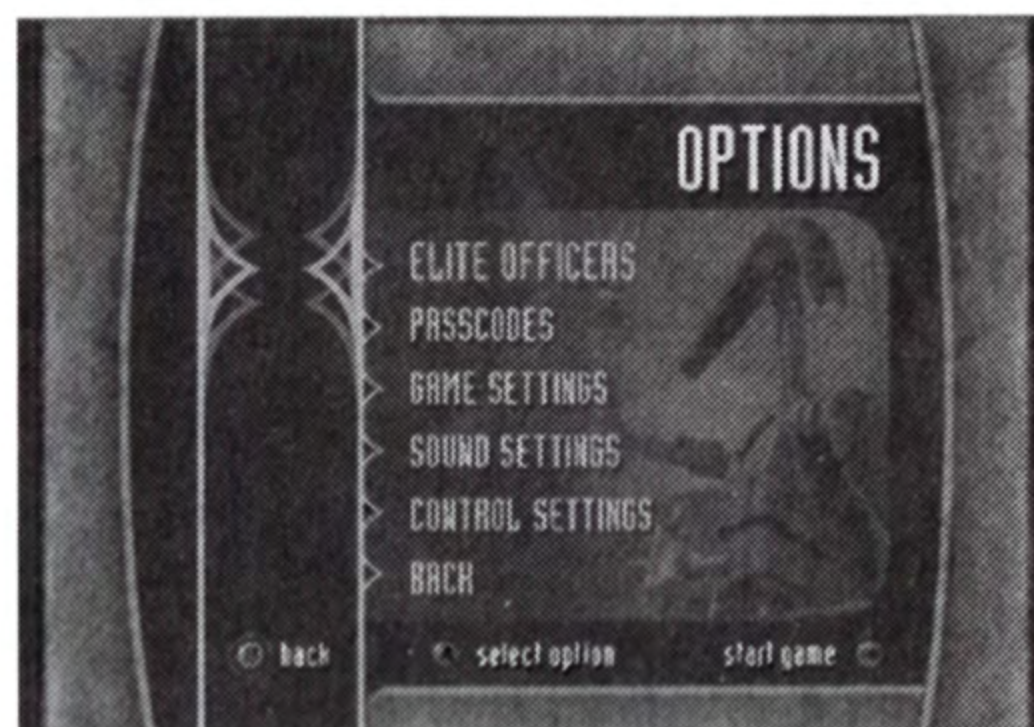 OPTIONS
ELITE OFFICERS
PASSCODES
GAME SETTINGS
SOUND SETTINGS
CONTROL SETTINGS
BACK
back select option start game